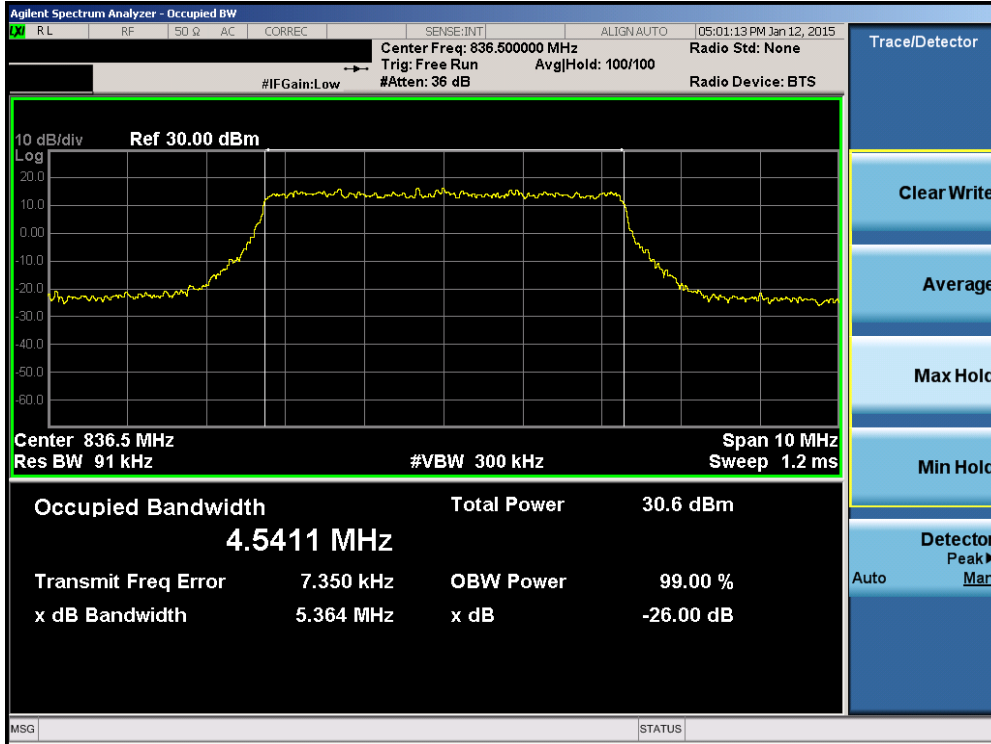 Agilent Spectrum Analyzer - Occupied BW
LXI RL RF 50 Ω AC CORREC SENSE:INT ALIGN AUTO 05:01:13 PM Jan 12, 2015
Center Freq: 836.500000 MHz Radio Std: None
Trig: Free Run Avg|Hold: 100/100
#IFGain:Low #Atten: 36 dB Radio Device: BTS
Trace/Detector
10 dB/div Ref 30.00 dBm
Log
20.0
10.0
0.00
-10.0
-20.0
-30.0
-40.0
-50.0
-60.0
Center 836.5 MHz Span 10 MHz
Res BW 91 kHz #VBW 300 kHz Sweep 1.2 ms
Occupied Bandwidth Total Power 30.6 dBm
4.5411 MHz
Transmit Freq Error 7.350 kHz OBW Power 99.00 %
x dB Bandwidth 5.364 MHz x dB -26.00 dB
Clear Write
Average
Max Hold
Min Hold
Detector
Peak
Auto Man
MSG STATUS